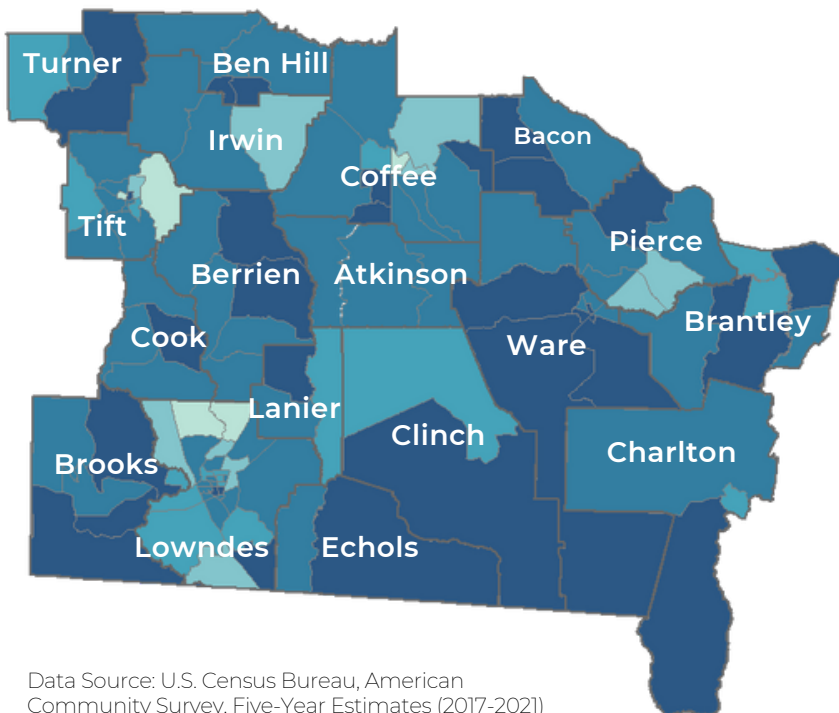 Turner
Ben Hill
Irwin
Bacon
Coffee
Tift
Pierce
Berrien
Atkinson
Brantley
Cook
Ware
Lanier
Clinch
Brooks
Charlton
Lowndes
Echols
Data Source: U.S. Census Bureau, American
Community Survey, Five-Year Estimates (2017-2021)